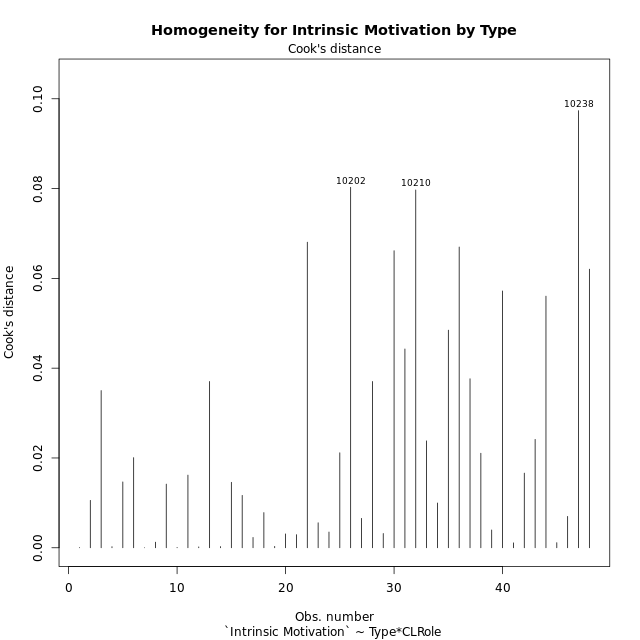 Homogeneity for Intrinsic Motivation by Type
Cook's distance
10238
10202
10210
Cook's distance
0.10
0.08
0.06
0.04
0.02
0.00
0 10 20 30 40
Obs. number
`Intrinsic Motivation` ~ Type*CLRole